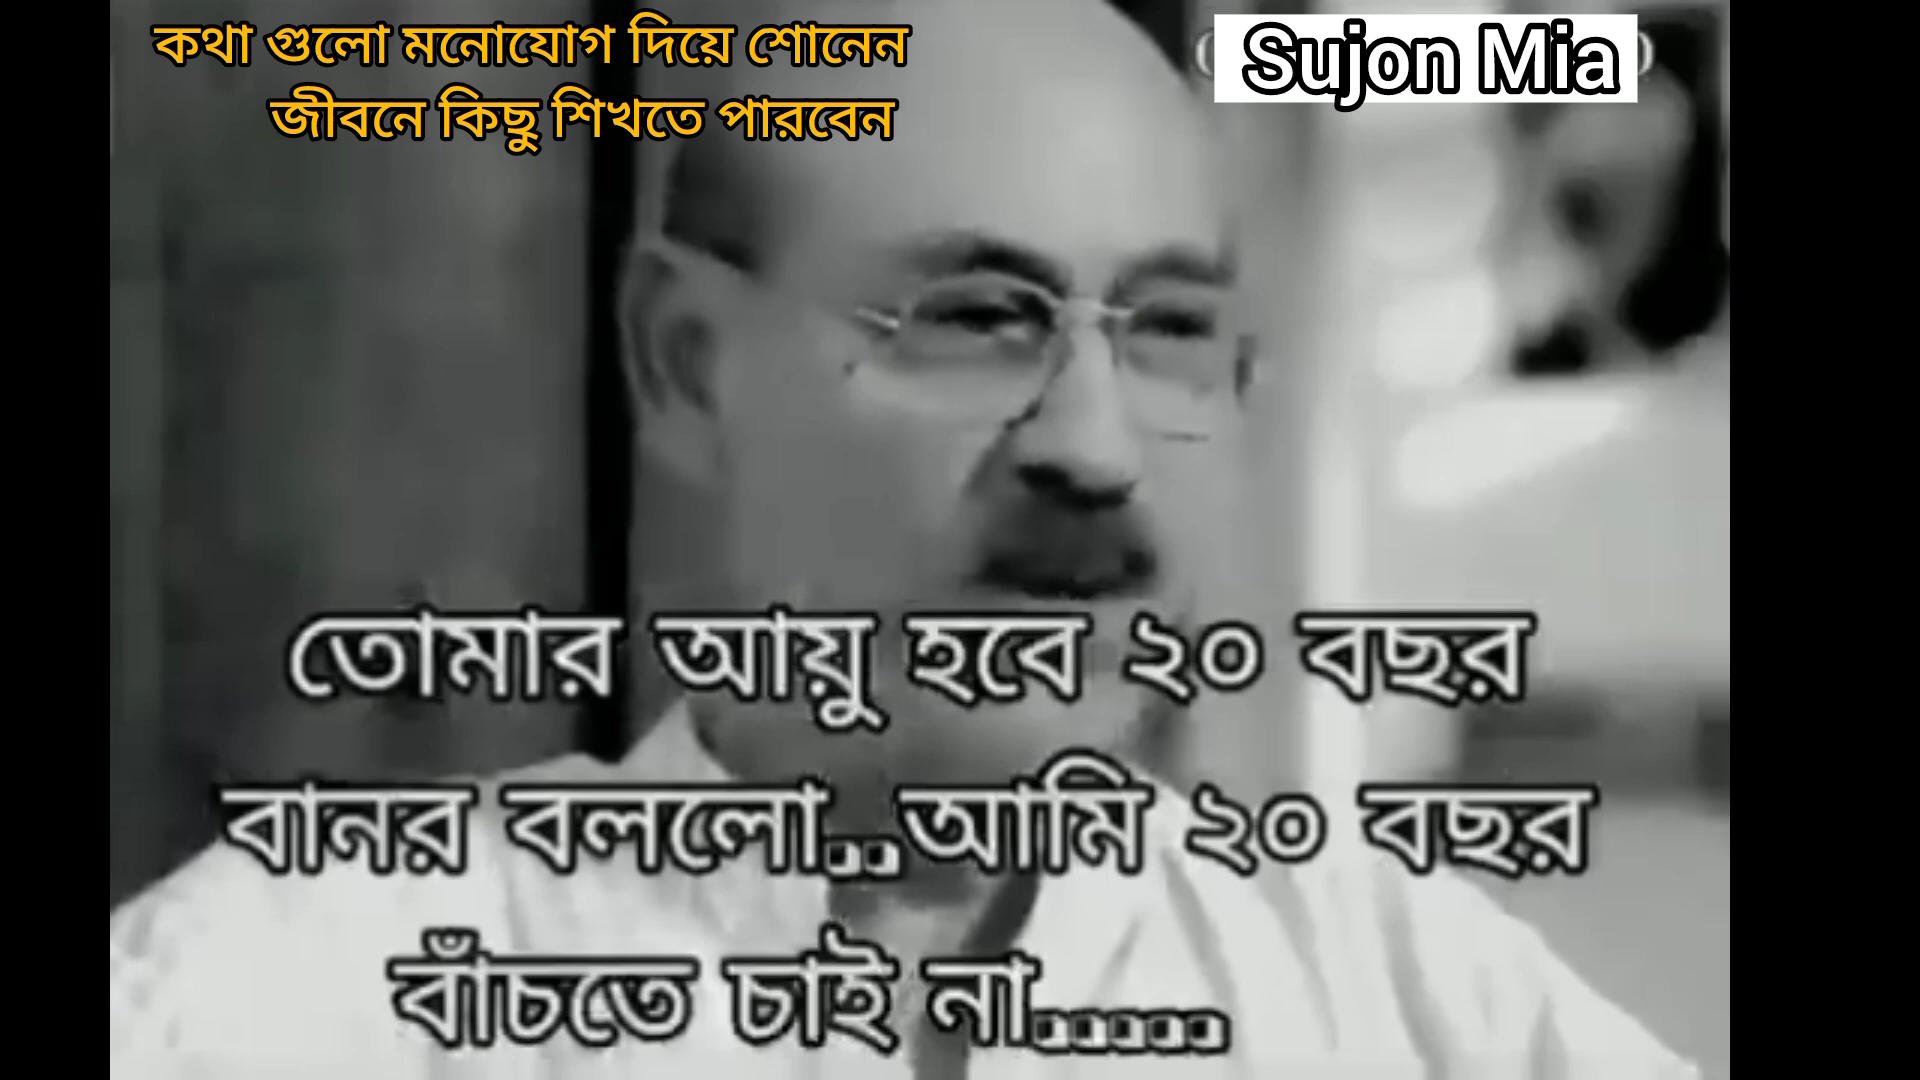 কথা গুলো মনোযোগ দিয়ে শোনেন
জীবনে কিছু শিখতে পারবেন
Sujon Mia
তোমার আয়ু হবে ২০ বছর
বানর বললো..আমি ২০ বছর
বাঁচতে চাই না.....